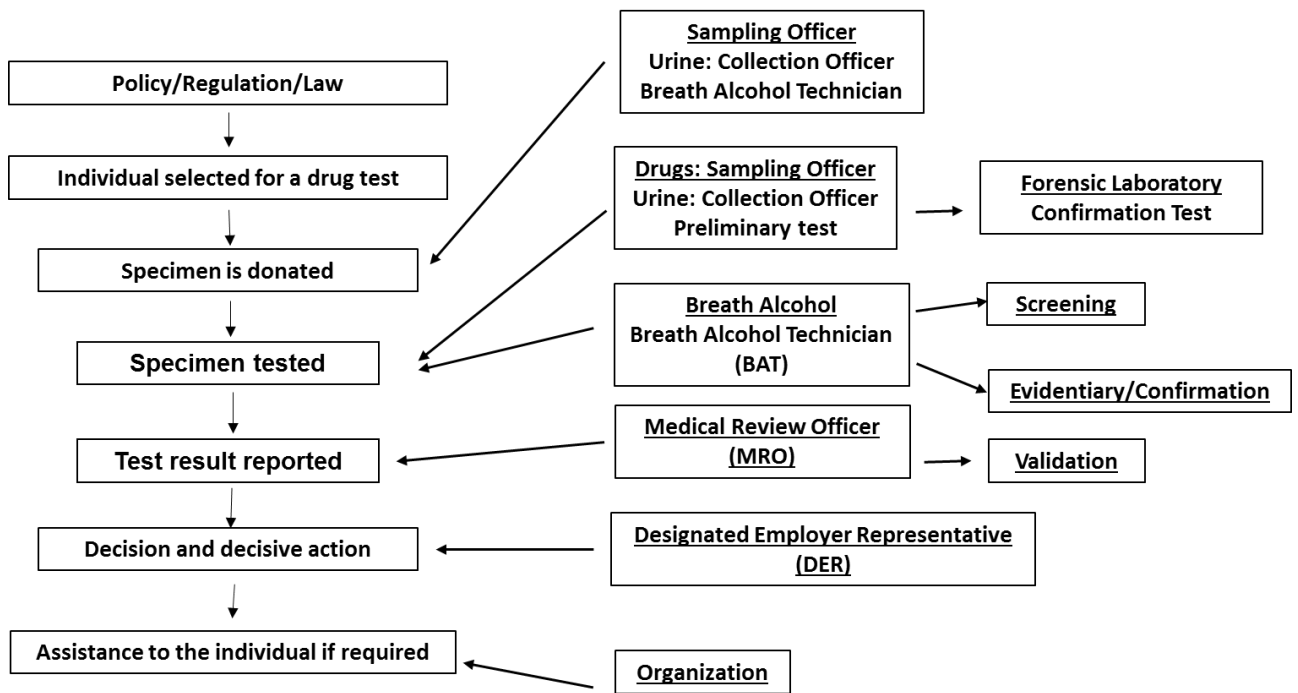 Policy/Regulation/Law
Individual selected for a drug test
Specimen is donated
Specimen tested
Test result reported
Decision and decisive action
Assistance to the individual if required
Sampling Officer
Urine: Collection Officer
Breath Alcohol Technician
Drugs: Sampling Officer
Urine: Collection Officer
Preliminary test
Forensic Laboratory
Confirmation Test
Breath Alcohol
Breath Alcohol Technician
(BAT)
Screening
Evidentiary/Confirmation
Medical Review Officer
(MRO)
Validation
Designated Employer Representative
(DER)
Organization